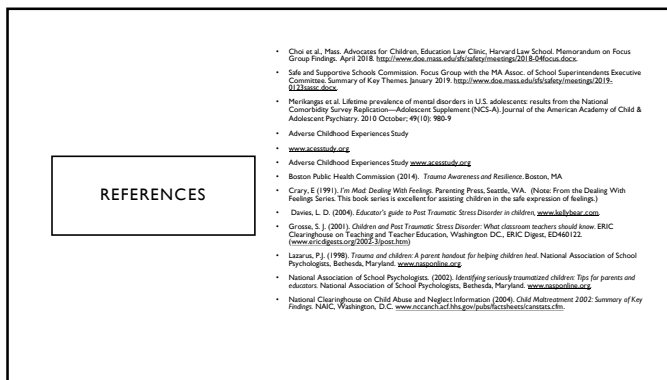 REFERENCES
• Choi et al., Mass. Advocates for Children, Education Law Clinic, Harvard Law School. Memorandum on Focus
Group Findings. April 2018. http://www.doe.mass.edu/sfs/safety/meetings/2018-04focus.docx.
• Safe and Supportive Schools Commission. Focus Group with the MA Assoc. of School Superintendents Executive
Committee. Summary of Key Themes. January 2019. http://www.doe.mass.edu/sfs/safety/meetings/2019-
0123sassc.docx.
• Merikangas et al. Lifetime prevalence of mental disorders in U.S. adolescents: results from the National
Comorbidity Survey Replication—Adolescent Supplement (NCS-A). Journal of the American Academy of Child &
Adolescent Psychiatry. 2010 October; 49(10): 980-9
• Adverse Childhood Experiences Study
• www.acesstudy.org
• Adverse Childhood Experiences Study www.acesstudy.org
• Boston Public Health Commission (2014). Trauma Awareness and Resilience. Boston, MA
• Crary, E (1991). I'm Mad: Dealing With Feelings. Parenting Press, Seattle, WA. (Note: From the Dealing With
Feelings Series. This book series is excellent for assisting children in the safe expression of feelings.)
• Davies, L. D. (2004). Educator's guide to Post Traumatic Stress Disorder in children, www.kellybear.com.
• Grosse, S. J. (2001). Children and Post Traumatic Stress Disorder: What classroom teachers should know. ERIC
Clearinghouse on Teaching and Teacher Education, Washington DC., ERIC Digest, ED460122.
(www.ericdigests.org/2002-3/post.htm)
• Lazarus, P.J. (1998). Trauma and children: A parent handout for helping children heal. National Association of School
Psychologists, Bethesda, Maryland. www.nasponline.org.
• National Association of School Psychologists. (2002). Identifying seriously traumatized children: Tips for parents and
educators. National Association of School Psychologists, Bethesda, Maryland. www.nasponline.org.
• National Clearinghouse on Child Abuse and Neglect Information (2004). Child Maltreatment 2002: Summary of Key
Findings. NAIC, Washington, D.C. www.nccanch.acf.hhs.gov/pubs/factsheets/canstats.cfm.